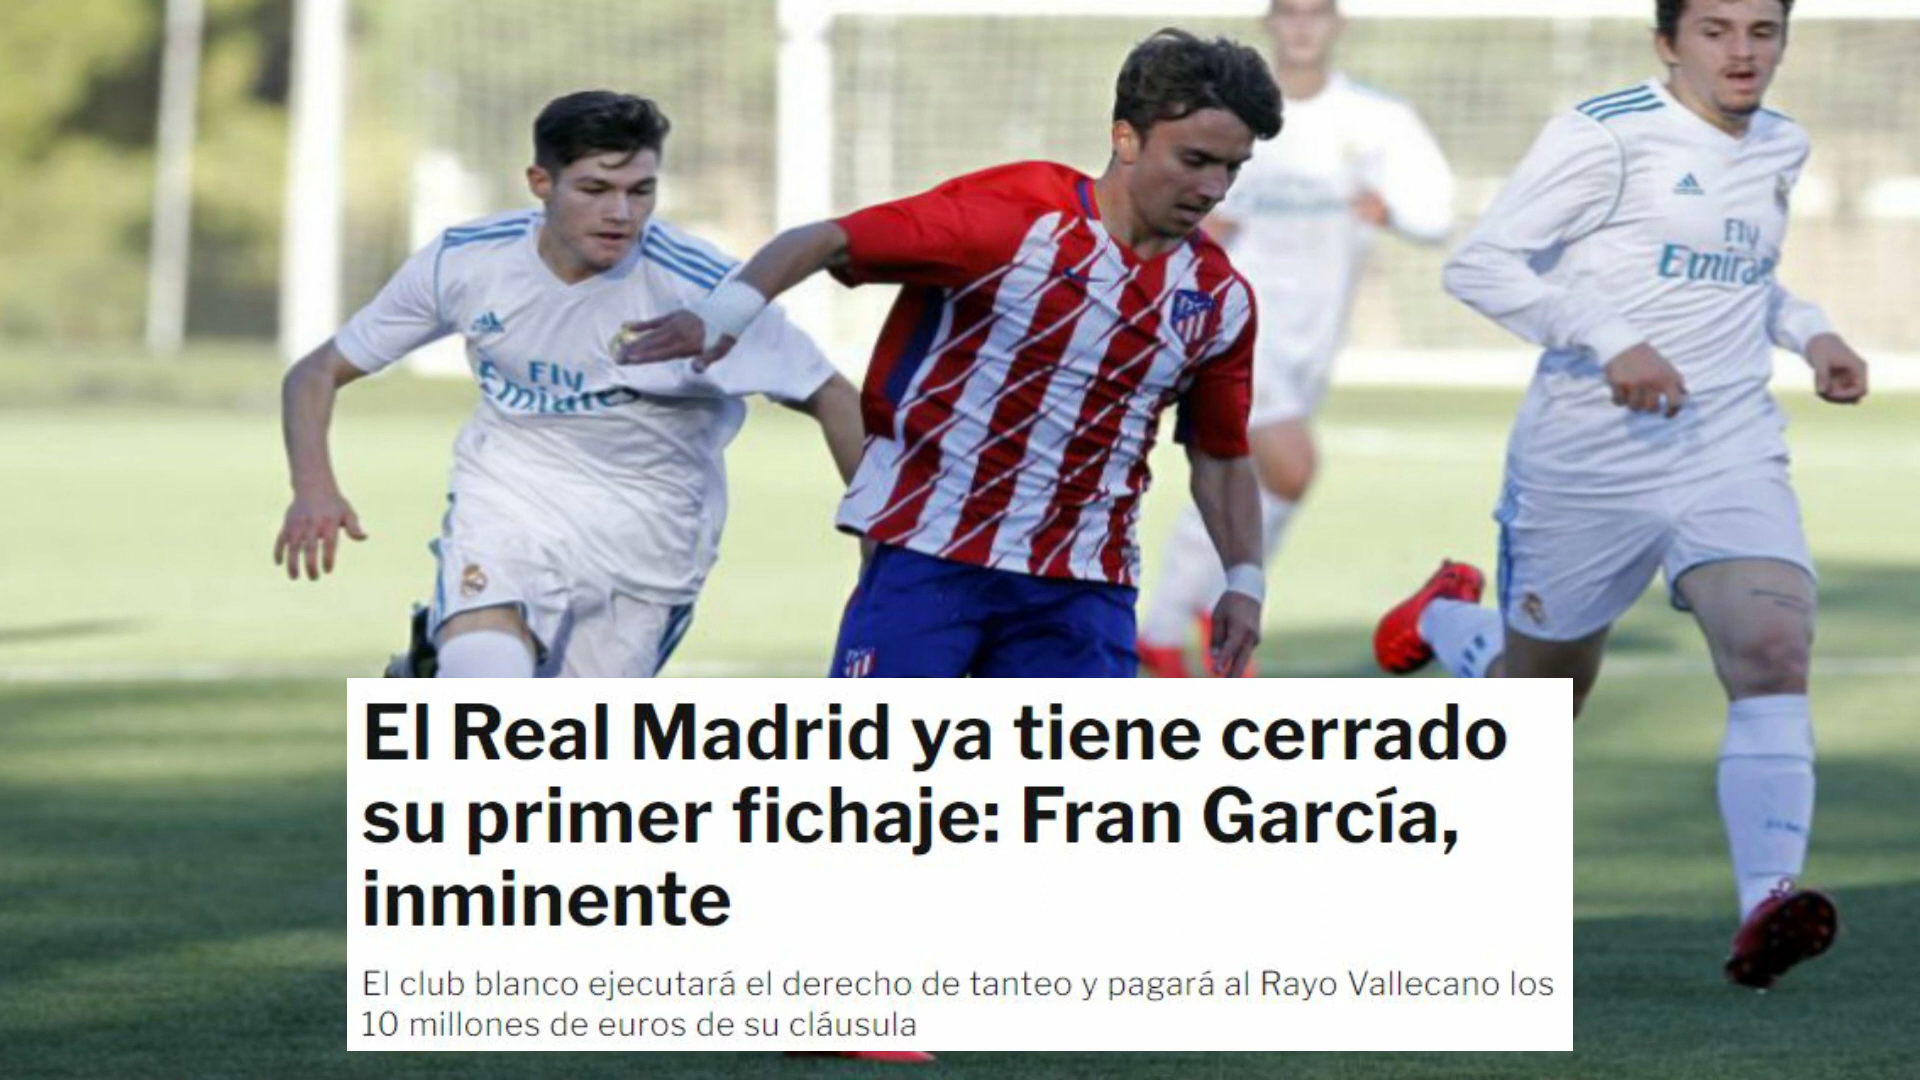 Fly
Emirates
Fly
El Real Madrid ya tiene cerrado
su primer fichaje: Fran García,
inminente
El club blanco ejecutará el derecho de tanteo y pagará al Rayo Vallecano los
10 millones de euros de su cláusula